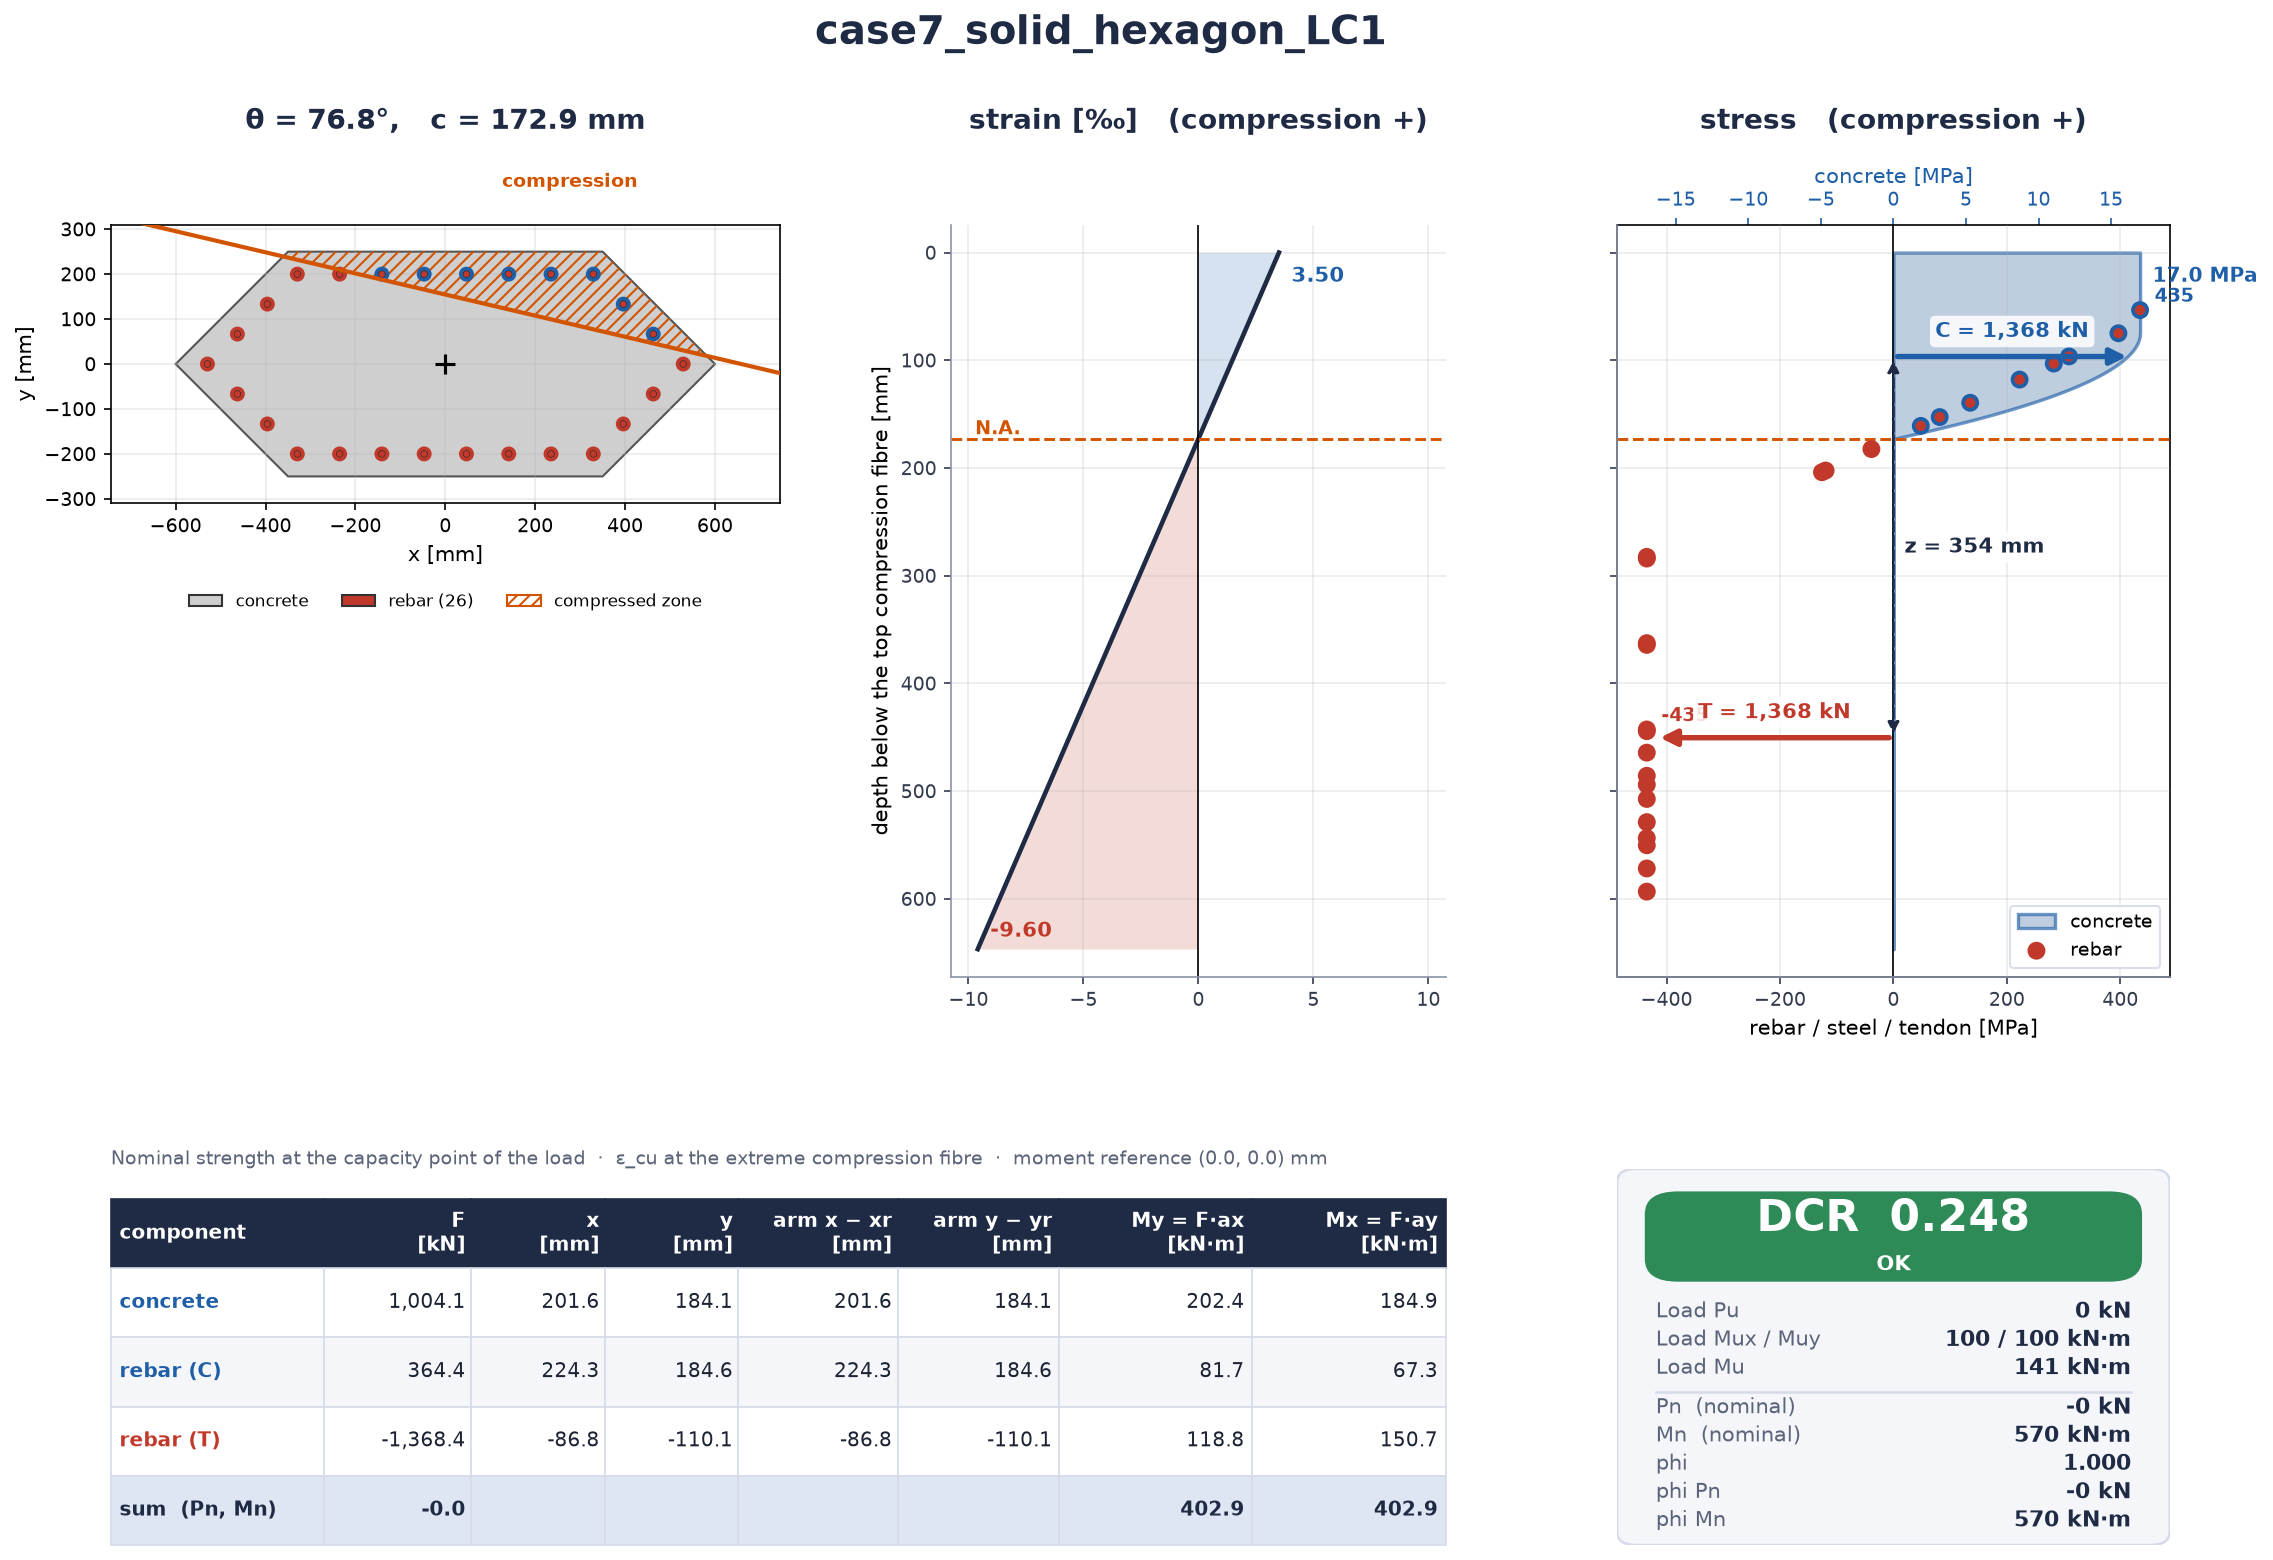 case7_solid_hexagon_LC1
θ = 76.8°,   c = 172.9 mm
compression
300
200
100
0
−100
−200
−300
y [mm]
−600
−400
−200
0
200
400
600
x [mm]
concrete
rebar (26)
compressed zone
strain [‰]   (compression +)
0
100
200
300
400
500
600
depth below the top compression fibre [mm]
3.50
N.A.
-9.60
−10
−5
0
5
10
stress   (compression +)
concrete [MPa]
−15
−10
−5
0
5
10
15
17.0 MPa
435
C = 1,368 kN
z = 354 mm
T = 1,368 kN
concrete
rebar
−400
−200
0
200
400
rebar / steel / tendon [MPa]
Nominal strength at the capacity point of the load  ·  ε_cu at the extreme compression fibre  ·  moment reference (0.0, 0.0) mm
component  F [kN]  x [mm]  y [mm]  arm x − xr [mm]  arm y − yr [mm]  My = F·ax [kN·m]  Mx = F·ay [kN·m]
concrete  1,004.1  201.6  184.1  201.6  184.1  202.4  184.9
rebar (C)  364.4  224.3  184.6  224.3  184.6  81.7  67.3
rebar (T)  -1,368.4  -86.8  -110.1  -86.8  -110.1  118.8  150.7
sum  (Pn, Mn)  -0.0  402.9  402.9
DCR  0.248
OK
Load Pu  0 kN
Load Mux / Muy  100 / 100 kN·m
Load Mu  141 kN·m
Pn  (nominal)  -0 kN
Mn  (nominal)  570 kN·m
phi  1.000
phi Pn  -0 kN
phi Mn  570 kN·m